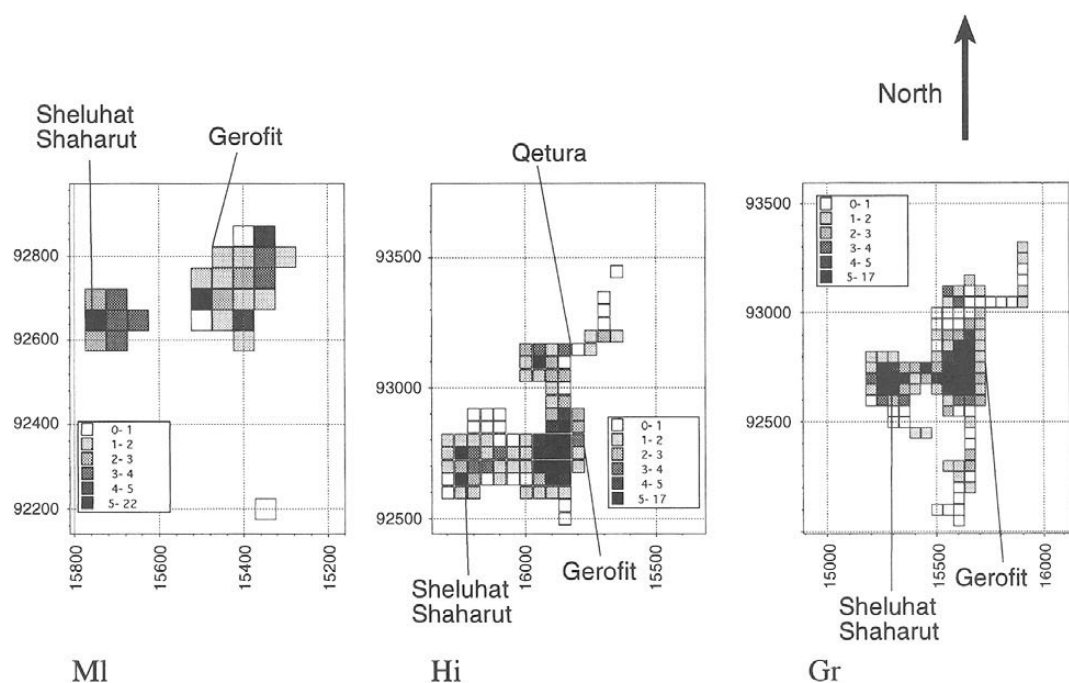 North
Sheluhat
Shaharut
Gerofit
92800
92600
92400
92200
0- 1
1- 2
2- 3
3- 4
4- 5
5- 22
15800
15600
15400
15200
Ml
Qetura
93500
93000
92500
0- 1
1- 2
2- 3
3- 4
4- 5
5- 17
16000
15500
Sheluhat
Shaharut
Gerofit
Hi
93500
93000
92500
0- 1
1- 2
2- 3
3- 4
4- 5
5- 17
15000
15500
16000
Gerofit
Sheluhat
Shaharut
Gr